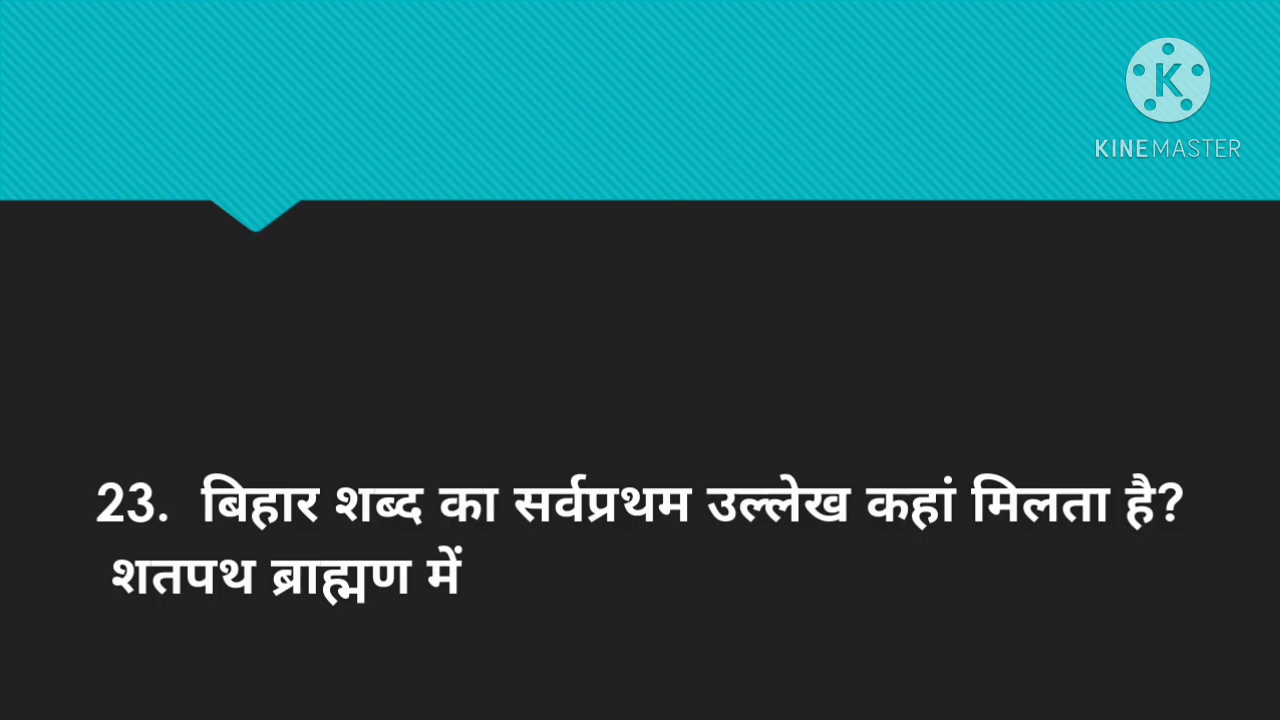 K
KINEMASTER
23. बिहार शब्द का सर्वप्रथम उल्लेख कहां मिलता है?
शतपथ ब्राह्मण में